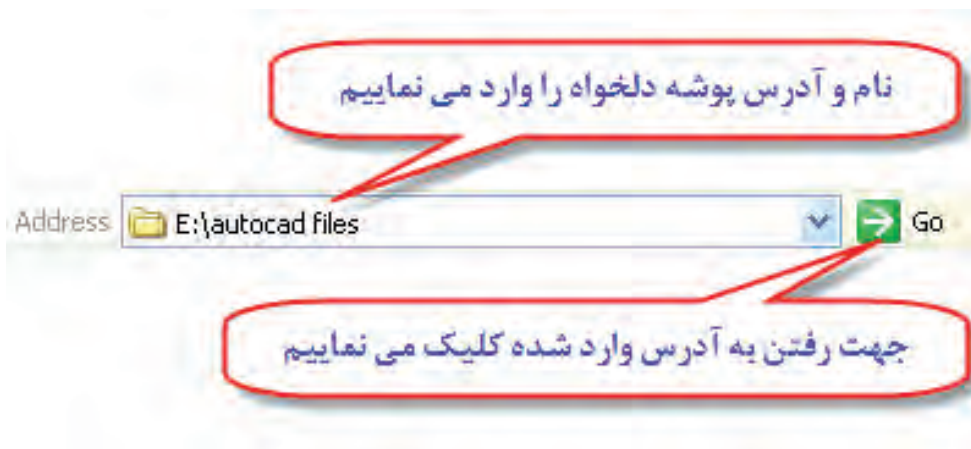 نام و آدرس پوشه دلخواه را وارد می نماییم
Address E:\autocad files Go
جهت رفتن به آدرس وارد شده کلیک می نماییم